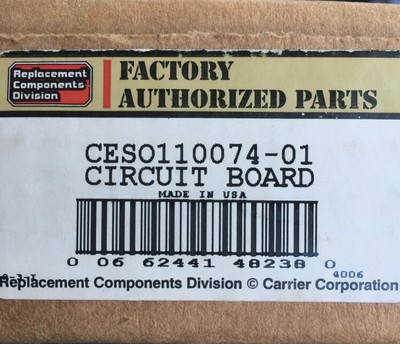 Replacement
Components
Division
FACTORY
AUTHORIZED PARTS
CESO110074-01
CIRCUIT BOARD
MADE IN USA
0 06 62441 48238 0
4006
Replacement Components Division © Carrier Corporation